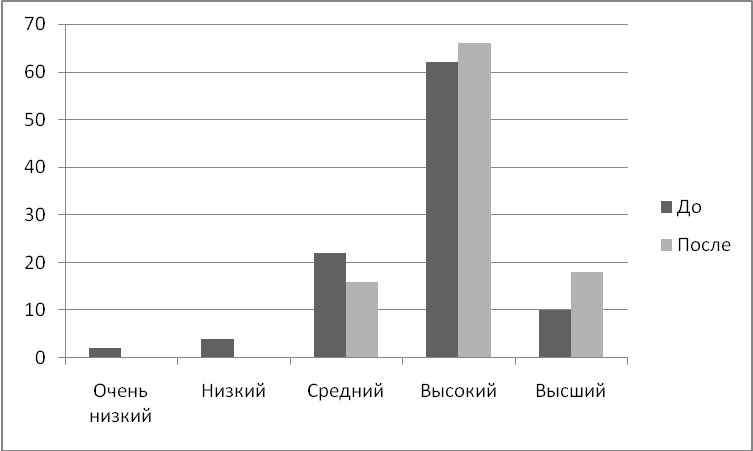 70
60
50
40
30
20
10
0
Очень
низкий
Низкий
Средний
Высокий
Высший
До
После